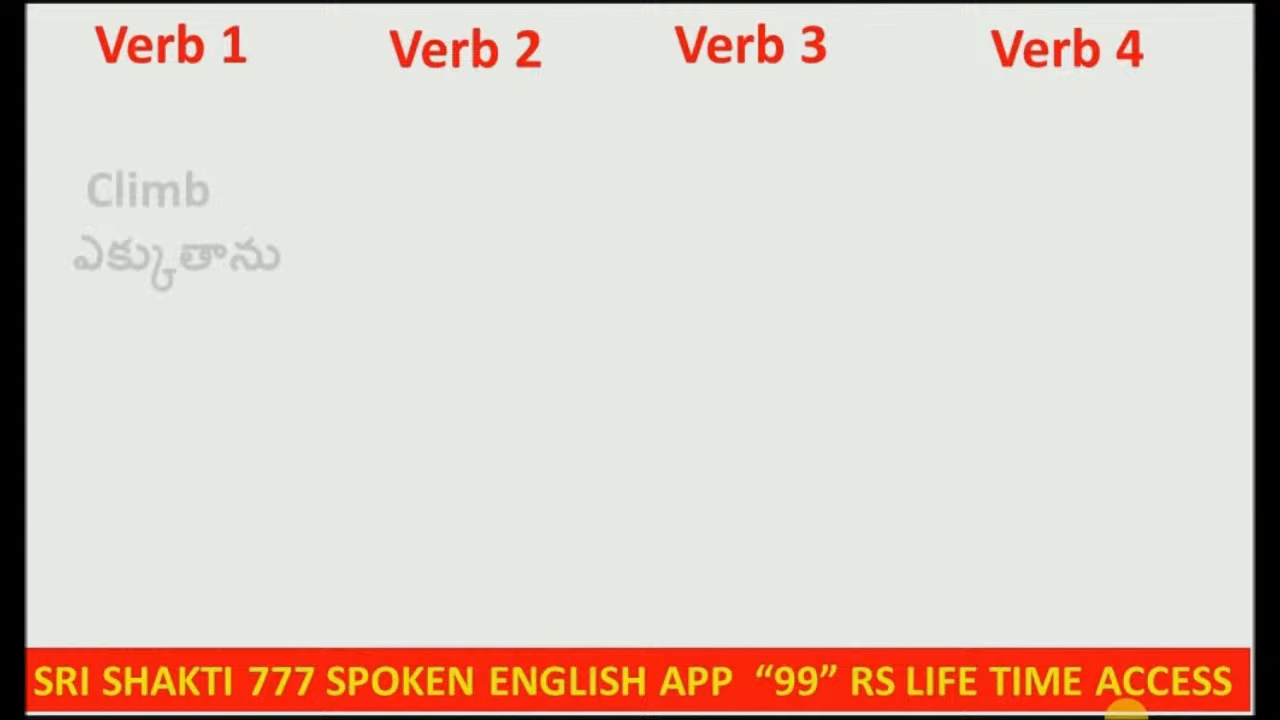 Verb 1 Verb 2 Verb 3 Verb 4
Climb
ఎక్కుతాను
SRI SHAKTI 777 SPOKEN ENGLISH APP “99” RS LIFE TIME ACCESS